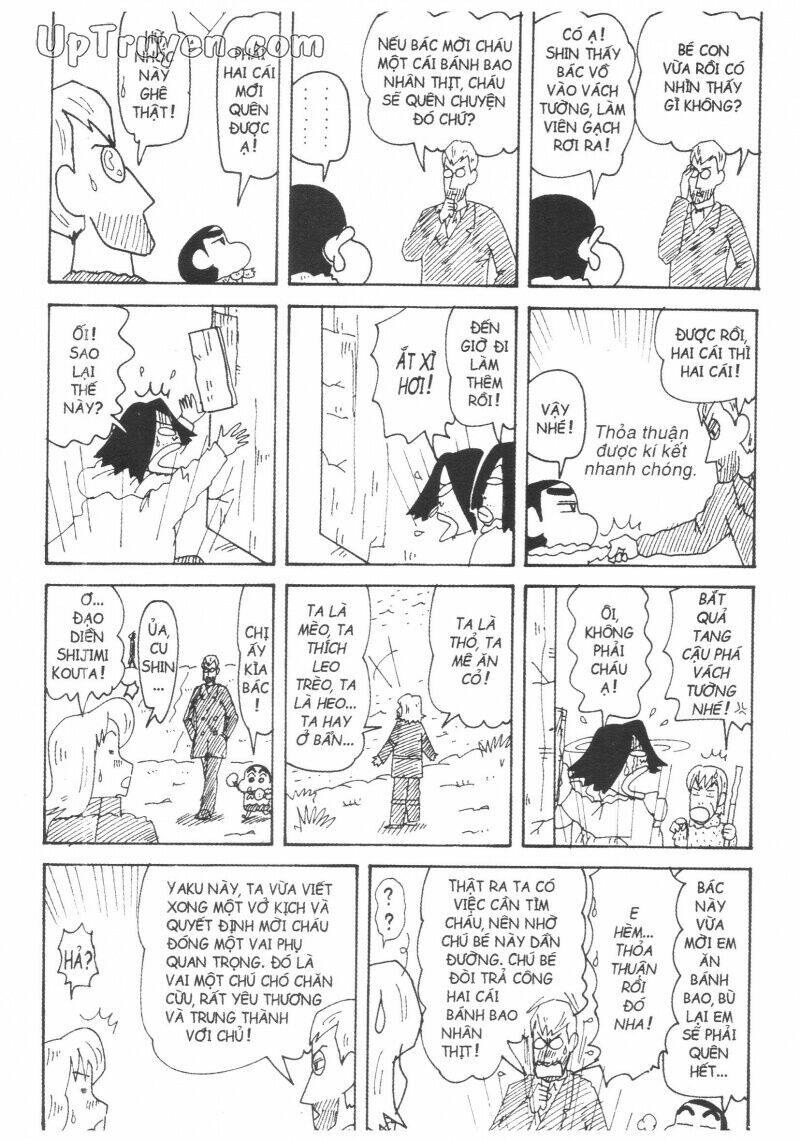 UpTruyen.com
BÉ CON
VỪA RỒI CÓ
NHÌN THẤY
GÌ KHÔNG?
CÓ Ạ!
SHIN THẤY
BÁC VỒ
VÀO VÁCH
TƯỜNG, LÀM
VIÊN GẠCH
RƠI RA!
NẾU BÁC MỜI CHÁU
MỘT CÁI BÁNH BAO
NHÂN THỊT, CHÁU
SẼ QUÊN CHUYỆN
ĐÓ CHỨ?
PHẢI
HAI CÁI
MỚI
QUÊN
ĐƯỢC
Ạ!
NHÓC
NÀY
GHÊ
THẬT!
ĐƯỢC RỒI,
HAI CÁI THÌ
HAI CÁI!
VẬY
NHÉ!
Thỏa thuận
được kí kết
nhanh chóng.
ĐẾN
GIỜ ĐI
LÀM
THÊM
RỒI!
ẮT XÌ
HƠI!
ỐI!
SAO
LẠI
THẾ
NÀY?
BẮT
QUẢ
TANG
CẬU PHÁ
VÁCH
TƯỜNG
NHÉ!
ÔI,
KHÔNG
PHẢI
CHÁU
Ạ!
TA LÀ
THỎ, TA
MÊ ĂN
CỎ!
TA LÀ
MÈO, TA
THÍCH
LEO
TRÈO, TA
LÀ HEO...
TA HAY
Ở BẨN...
CHỊ
ẤY
KÌA
BÁC!
ỦA,
CU
SHIN...
Ơ...
ĐẠO
DIỄN
SHIJIMI
KOUTA!
BÁC
NÀY
VỪA
MỜI EM
ĂN
BÁNH
BAO, BÙ
LẠI EM
SẼ PHẢI
QUÊN
HẾT...
E
HÈM...
THỎA
THUẬN
RỒI
ĐÓ
NHA!
THẬT RA TA CÓ
VIỆC CẦN TÌM
CHÁU, NÊN NHỜ
CHÚ BÉ NÀY DẪN
ĐƯỜNG. CHÚ BÉ
ĐÒI TRẢ CÔNG
HAI CÁI
BÁNH BAO
NHÂN
THỊT!
?
?
YAKU NÀY, TA VỪA VIẾT
XONG MỘT VỞ KỊCH VÀ
QUYẾT ĐỊNH MỜI CHÁU
ĐÓNG MỘT VAI PHỤ
QUAN TRỌNG. ĐÓ LÀ
VAI MỘT CHÚ CHÓ CHĂN
CỪU, RẤT YÊU THƯƠNG
VÀ TRUNG THÀNH
VỚI CHỦ!
HẢ?